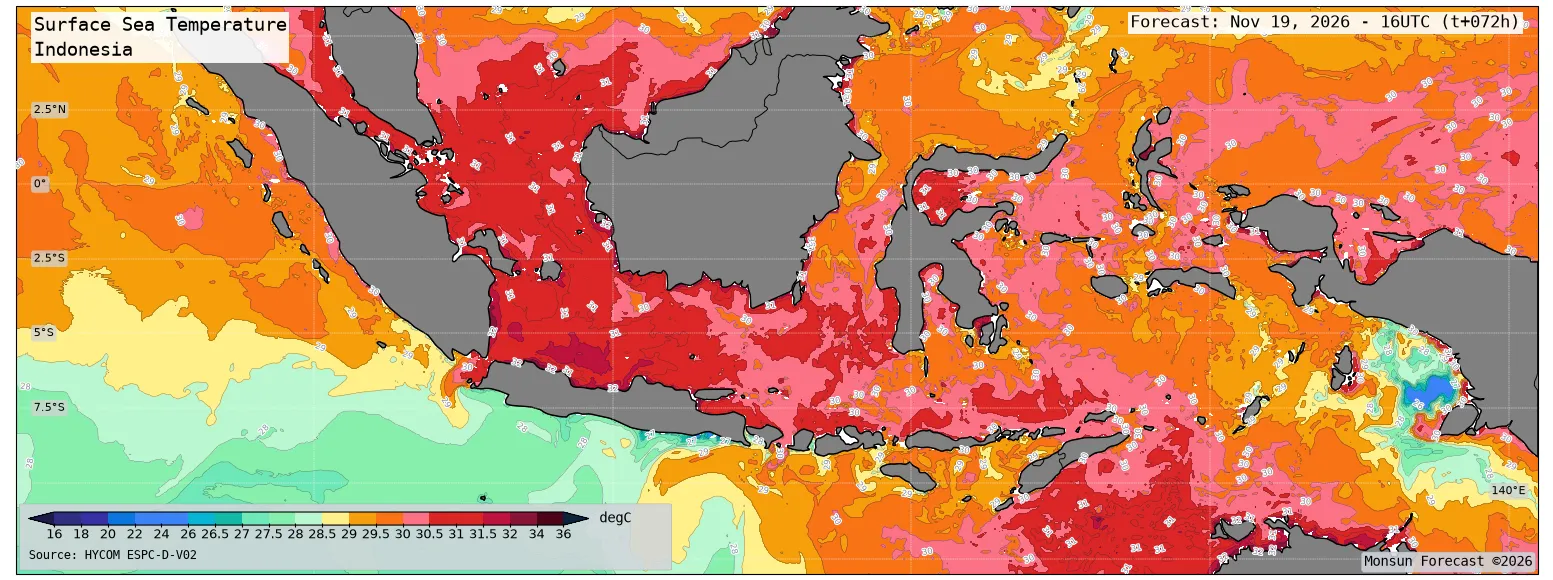 Surface Sea Temperature
Indonesia
Forecast: Nov 19, 2026 - 16UTC (t+072h)
2.5°N
0°
2.5°S
5°S
7.5°S
140°E
degC
16 18 20 22 24 26 26.5 27 27.5 28 28.5 29 29.5 30 30.5 31 31.5 32 34 36
Source: HYCOM ESPC-D-V02
Monsun Forecast ©2026